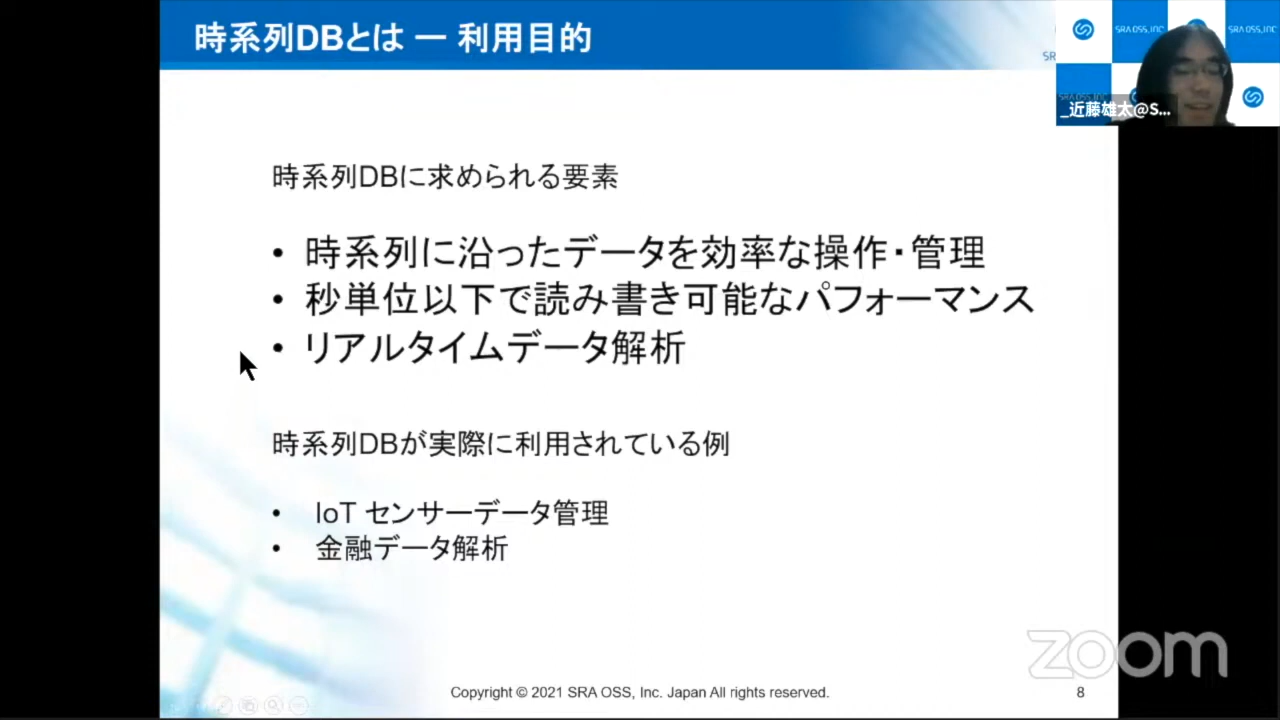 時系列DBとは ー 利用目的
SRA OSS, INC.
SRA OSS, INC
_近藤雄太@S...
時系列DBに求められる要素
• 時系列に沿ったデータを効率な操作・管理
• 秒単位以下で読み書き可能なパフォーマンス
• リアルタイムデータ解析
時系列DBが実際に利用されている例
• IoT センサーデータ管理
• 金融データ解析
zoom
Copyright © 2021 SRA OSS, Inc. Japan All rights reserved.
8